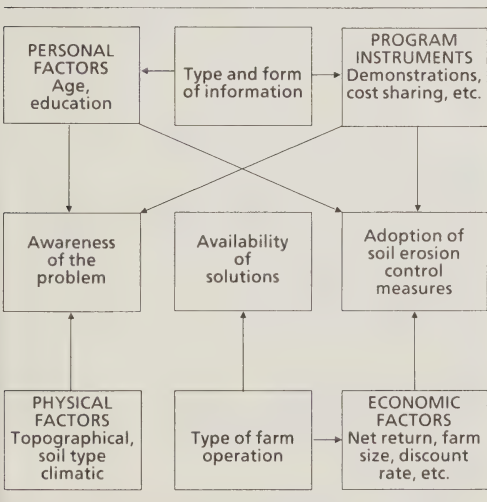 PERSONAL
FACTORS
Age,
education
Type and form
of information
PROGRAM
INSTRUMENTS
Demonstrations,
cost sharing, etc.
Awareness
of the
problem
Availability
of
solutions
Adoption of
soil erosion
control
measures
PHYSICAL
FACTORS
Topographical,
soil type
climatic
Type of farm
operation
ECONOMIC
FACTORS
Net return, farm
size, discount
rate, etc.